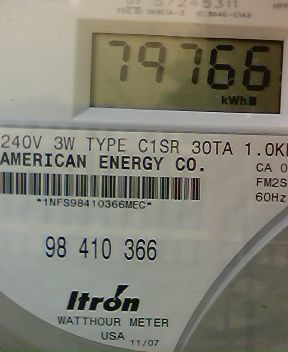 57245311
79766
kWh
240V 3W TYPE C1SR 30TA 1.0K
AMERICAN ENERGY CO.
CA 0
*1NFS98410366MEC*
FM2S
60Hz
98 410 366
Itron
WATTHOUR METER
USA 11/07